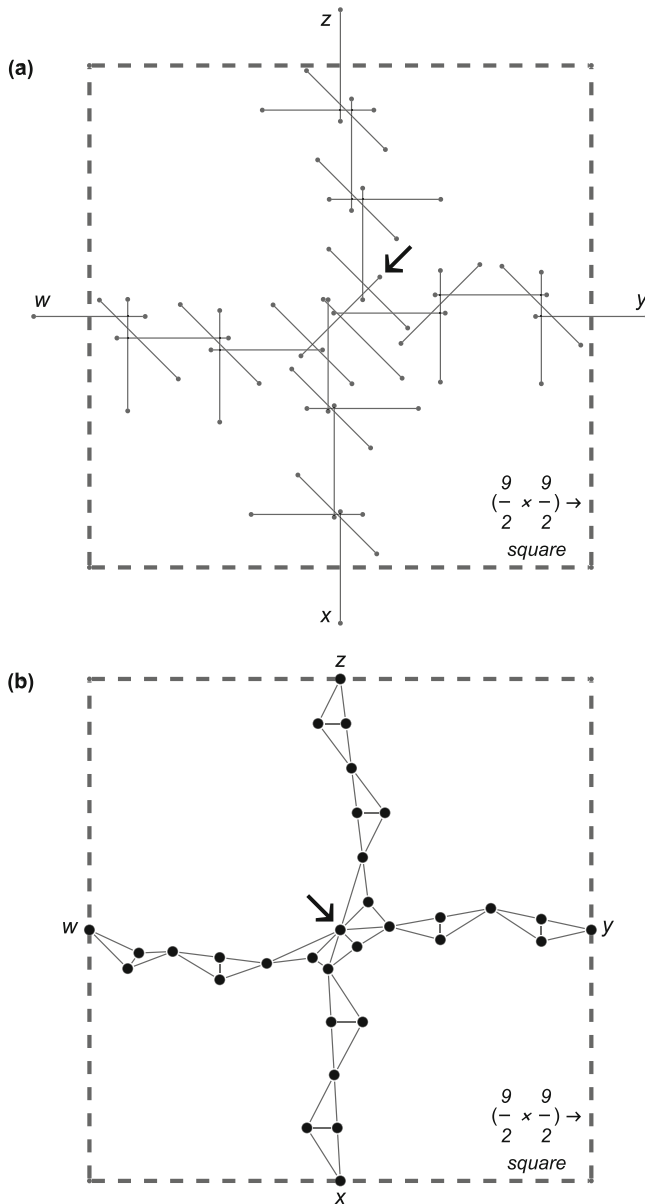 z
(a)
w
y
(9/2 × 9/2) →
square
x
z
(b)
w
y
(9/2 × 9/2) →
square
x